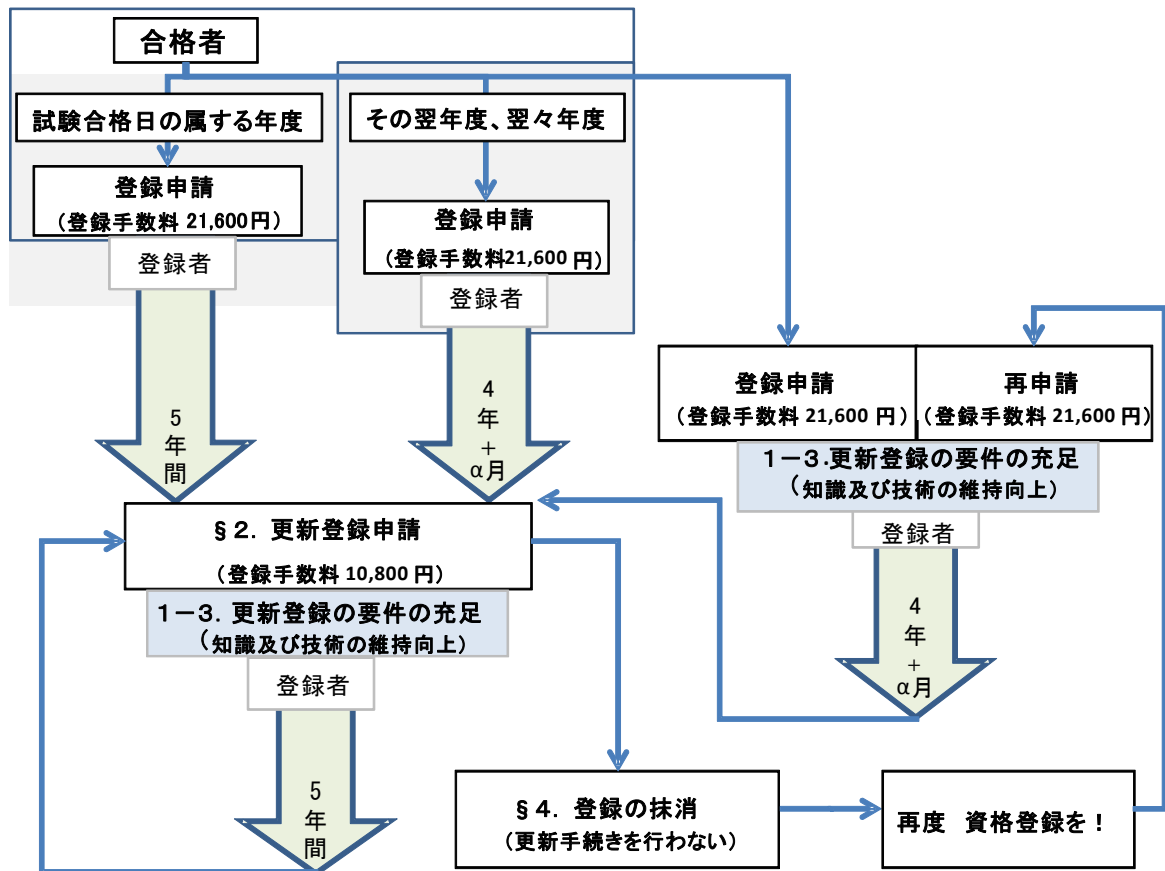 合格者
試験合格日の属する年度
登録申請
（登録手数料 21,600円）
登録者
5
年
間
その翌年度、翌々年度
登録申請
（登録手数料21,600 円）
登録者
4
年
+
α月
登録申請
（登録手数料 21,600 円）
再申請
（登録手数料 21,600 円）
１－３.更新登録の要件の充足
（知識及び技術の維持向上）
登録者
4
年
+
α月
§２．更新登録申請
（登録手数料 10,800 円）
１－３．更新登録の要件の充足
（知識及び技術の維持向上）
登録者
5
年
間
§４．登録の抹消
（更新手続きを行わない）
再度　資格登録を！